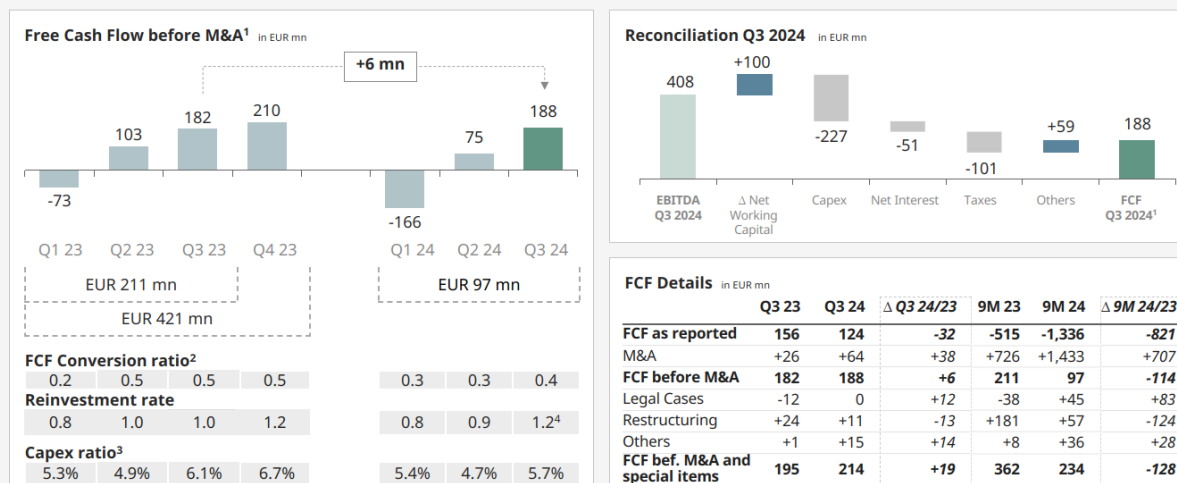 Free Cash Flow before M&A¹ in EUR mn
+6 mn
-73 103 182 210 -166 75 188
Q1 23 Q2 23 Q3 23 Q4 23 Q1 24 Q2 24 Q3 24
EUR 211 mn EUR 97 mn
EUR 421 mn
FCF Conversion ratio²
0.2 0.5 0.5 0.5 0.3 0.3 0.4
Reinvestment rate
0.8 1.0 1.0 1.2 0.8 0.9 1.2⁴
Capex ratio³
5.3% 4.9% 6.1% 6.7% 5.4% 4.7% 5.7%
Reconciliation Q3 2024 in EUR mn
408 +100 -227 -51 -101 +59 188
EBITDA
Q3 2024
Δ Net
Working
Capital
Capex
Net Interest
Taxes
Others
FCF
Q3 2024¹
FCF Details in EUR mn
Q3 23 Q3 24 Δ Q3 24/23 9M 23 9M 24 Δ 9M 24/23
FCF as reported 156 124 -32 -515 -1,336 -821
M&A +26 +64 +38 +726 +1,433 +707
FCF before M&A 182 188 +6 211 97 -114
Legal Cases -12 0 +12 -38 +45 +83
Restructuring +24 +11 -13 +181 +57 -124
Others +1 +15 +14 +8 +36 +28
FCF bef. M&A and
special items 195 214 +19 362 234 -128